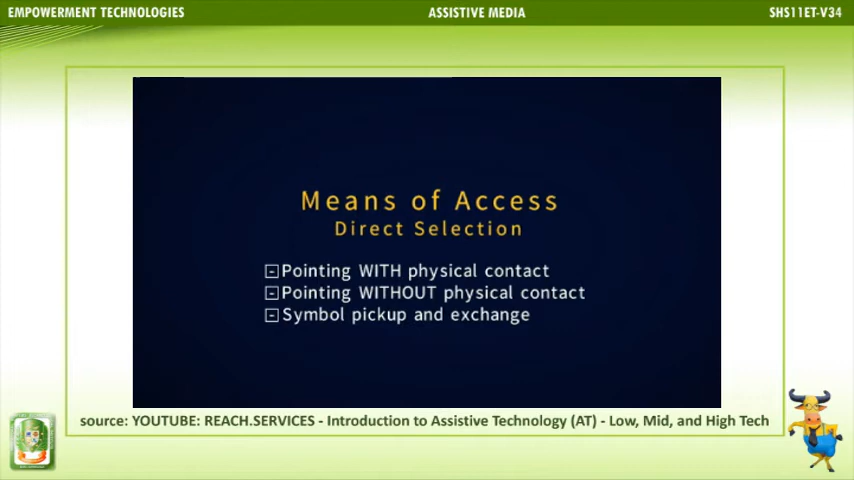 EMPOWERMENT TECHNOLOGIES
ASSISTIVE MEDIA
SHS11ET-V34
Means of Access
Direct Selection
Pointing WITH physical contact
Pointing WITHOUT physical contact
Symbol pickup and exchange
source: YOUTUBE: REACH.SERVICES - Introduction to Assistive Technology (AT) - Low, Mid, and High Tech